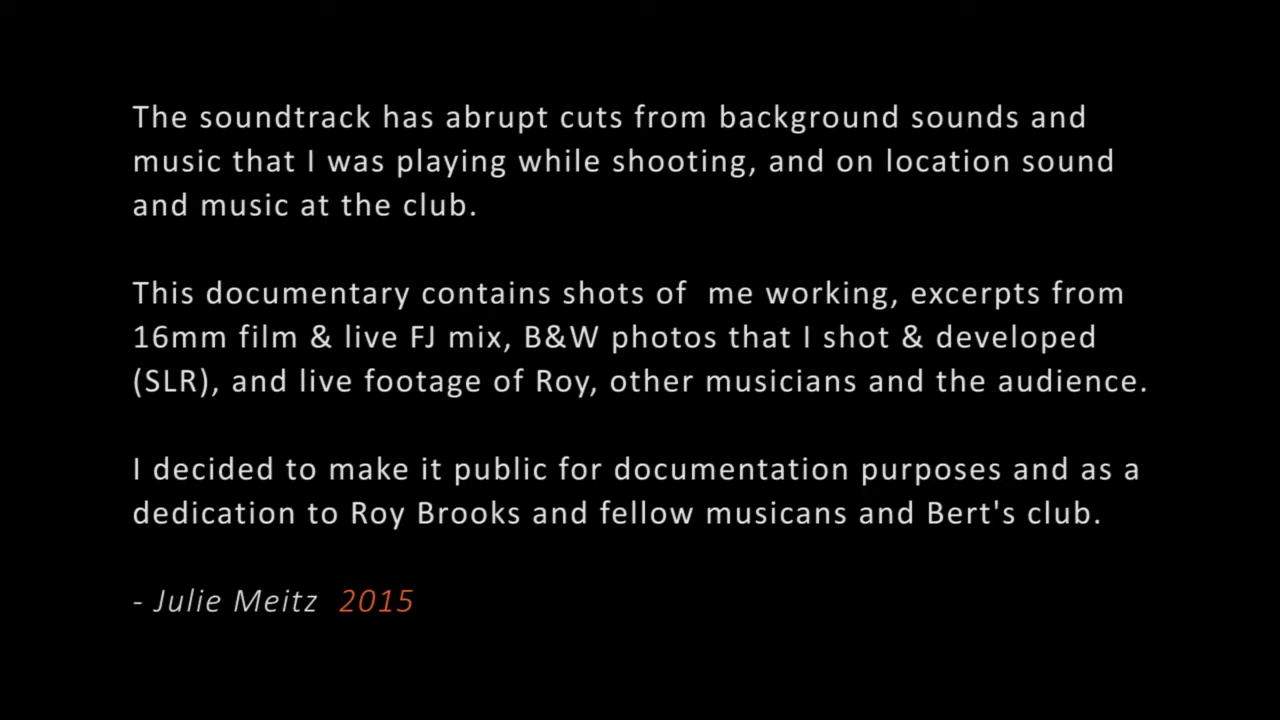 The soundtrack has abrupt cuts from background sounds and
music that I was playing while shooting, and on location sound
and music at the club.
This documentary contains shots of  me working, excerpts from
16mm film & live FJ mix, B&W photos that I shot & developed
(SLR), and live footage of Roy, other musicians and the audience.
I decided to make it public for documentation purposes and as a
dedication to Roy Brooks and fellow musicans and Bert's club.
- Julie Meitz  2015